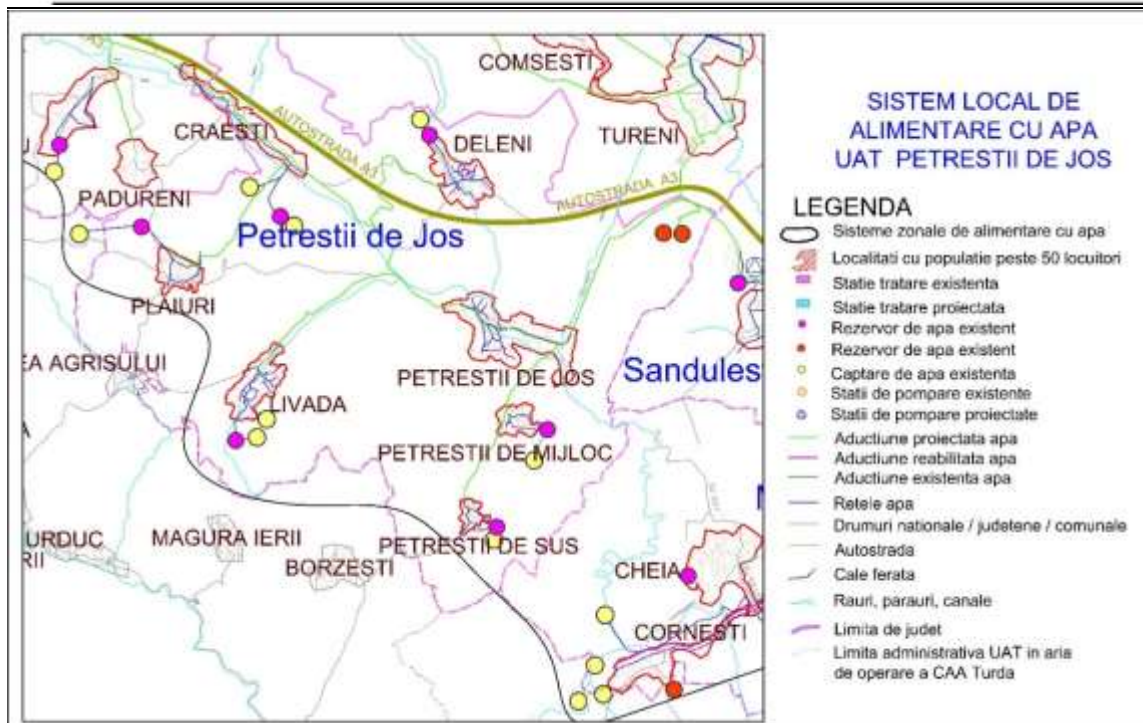 COMSESTI
CRAESTI
AUTOSTRADA A3
DELENI
TURENI
PADURENI
AUTOSTRADA A3
Petrestii de Jos
PLAIURI
EA AGRISULUI
PETRESTII DE JOS
Sandules
LIVADA
PETRESTII DE MIJLOC
URDUC
MAGURA IERII
PETRESTII DE SUS
BORZESTI
CHEIA
CORNESTI
SISTEM LOCAL DE
ALIMENTARE CU APA
UAT PETRESTII DE JOS
LEGENDA
Sisteme zonale de alimentare cu apa
Localitati cu populatie peste 50 locuitori
Statie tratare existenta
Statie tratare proiectata
Rezervor de apa existent
Rezervor de apa existent
Captare de apa existenta
Statii de pompare existente
Statii de pompare proiectate
Aductiune proiectata apa
Aductiune reabilitata apa
Aductiune existenta apa
Retele apa
Drumuri nationale / judetene / comunale
Autostrada
Cale ferata
Rauri, parauri, canale
Limita de judet
Limita administrativa UAT in aria
de operare a CAA Turda